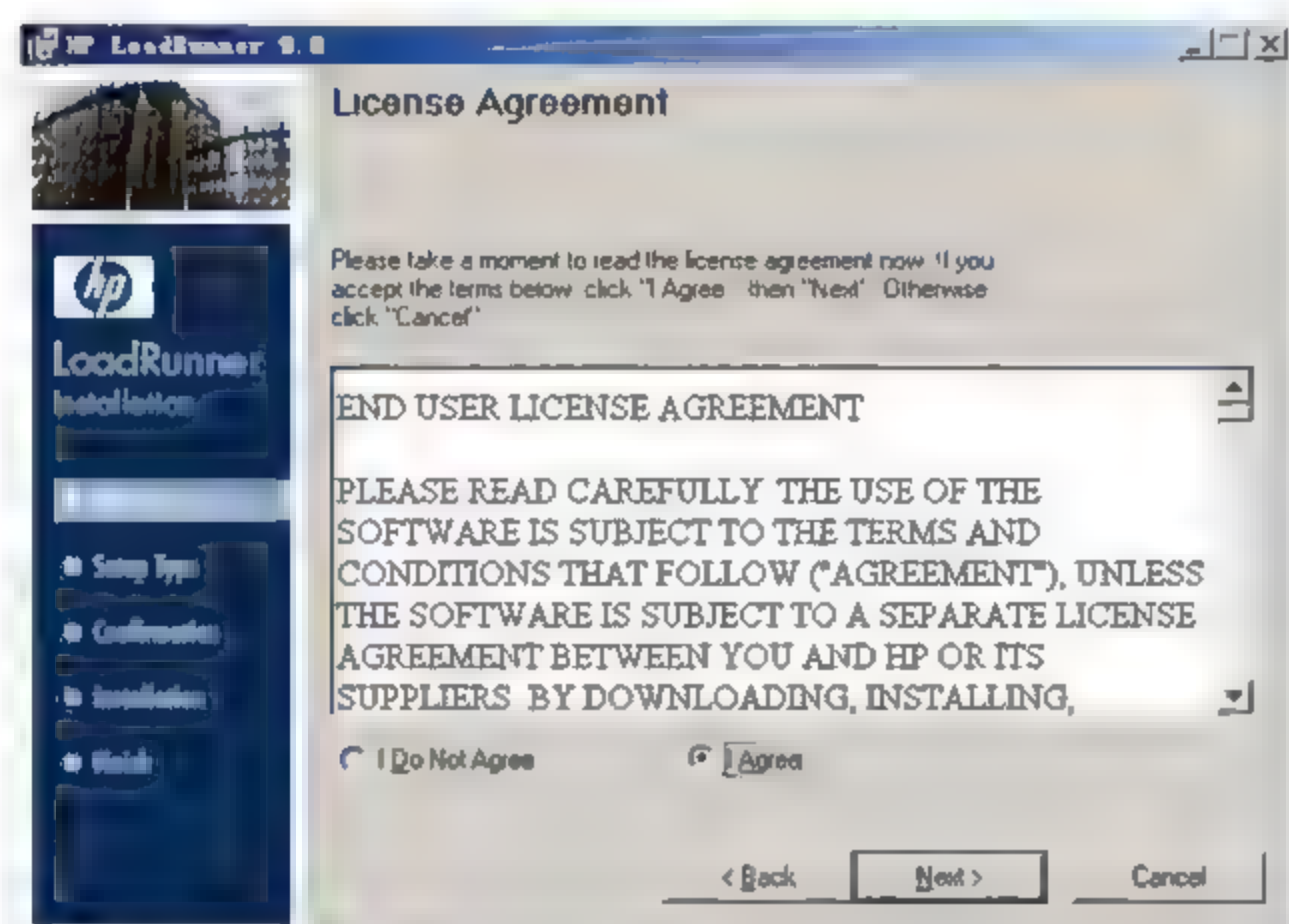 HP LoadRunner 9.0
License Agreement
Please take a moment to read the license agreement now If you
accept the terms below click "I Agree then "Next" Otherwise
click "Cancel"
hp
LoadRunner
Installation
END USER LICENSE AGREEMENT
PLEASE READ CAREFULLY THE USE OF THE
SOFTWARE IS SUBJECT TO THE TERMS AND
CONDITIONS THAT FOLLOW ("AGREEMENT"), UNLESS
THE SOFTWARE IS SUBJECT TO A SEPARATE LICENSE
AGREEMENT BETWEEN YOU AND HP OR ITS
SUPPLIERS BY DOWNLOADING, INSTALLING,
Setup Type
Confirmation
Installation
Finish
I Do Not Agree
I Agree
< Back
Next >
Cancel